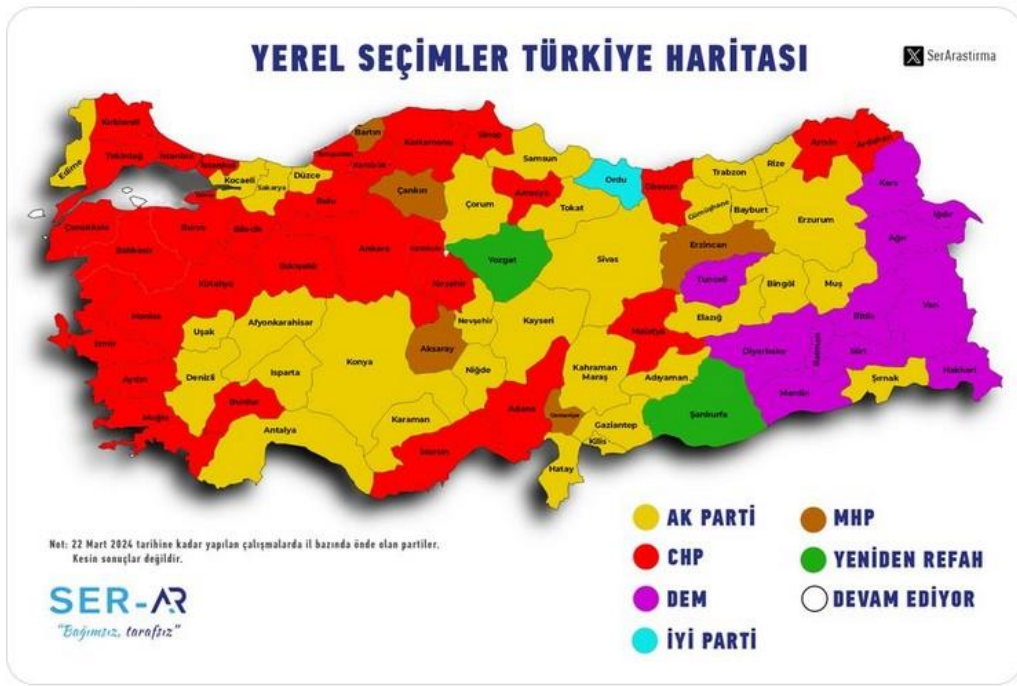 YEREL SEÇİMLER TÜRKİYE HARİTASI
SerArastirma
Kırklareli
Edirne
Tekirdağ
İstanbul
İstanbul
Kocaeli
Sakarya
Düzce
Bartın
Karabük
Kastamonu
Sinop
Samsun
Ordu
Giresun
Trabzon
Rize
Artvin
Ardahan
Kars
Iğdır
Ağrı
Çankırı
Çorum
Amasya
Tokat
Gümüşhane
Bayburt
Erzurum
Erzincan
Çanakkale
Balıkesir
Bursa
Bilecik
Bolu
Ankara
Kırıkkale
Yozgat
Sivas
Tunceli
Bingöl
Muş
Kütahya
Eskişehir
Kırşehir
Manisa
İzmir
Uşak
Afyonkarahisar
Konya
Aksaray
Nevşehir
Kayseri
Malatya
Elazığ
Diyarbakır
Batman
Bitlis
Siirt
Van
Hakkari
Şırnak
Mardin
Aydın
Denizli
Isparta
Niğde
Kahraman
Maraş
Adıyaman
Şanlıurfa
Muğla
Burdur
Antalya
Karaman
Mersin
Adana
Osmaniye
Gaziantep
Kilis
Hatay
AK PARTİ
MHP
CHP
YENİDEN REFAH
DEM
DEVAM EDİYOR
İYİ PARTİ
Not: 22 Mart 2024 tarihine kadar yapılan çalışmalarda il bazında önde olan partiler.
Kesin sonuçlar değildir.
SER-AR
"Bağımsız, tarafsız"